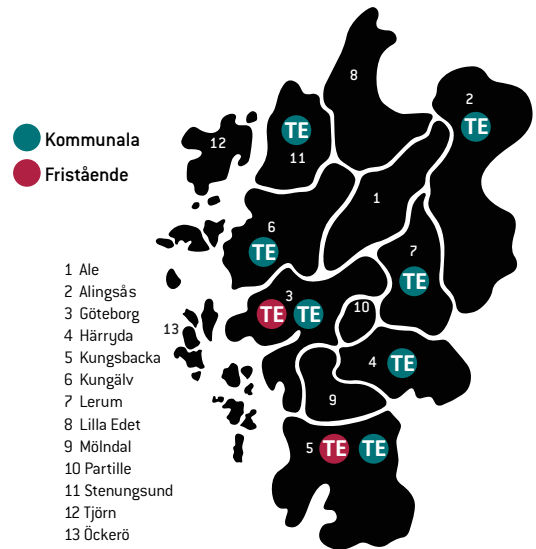 8
2
TE
TE
12
11
Kommunala
Fristående
1
6
TE
7
TE
1 Ale
2 Alingsås
3 Göteborg
4 Härryda
5 Kungsbacka
6 Kungälv
7 Lerum
8 Lilla Edet
9 Mölndal
10 Partille
11 Stenungsund
12 Tjörn
13 Öckerö
3
TE TE
10
13
4 TE
9
5 TE TE